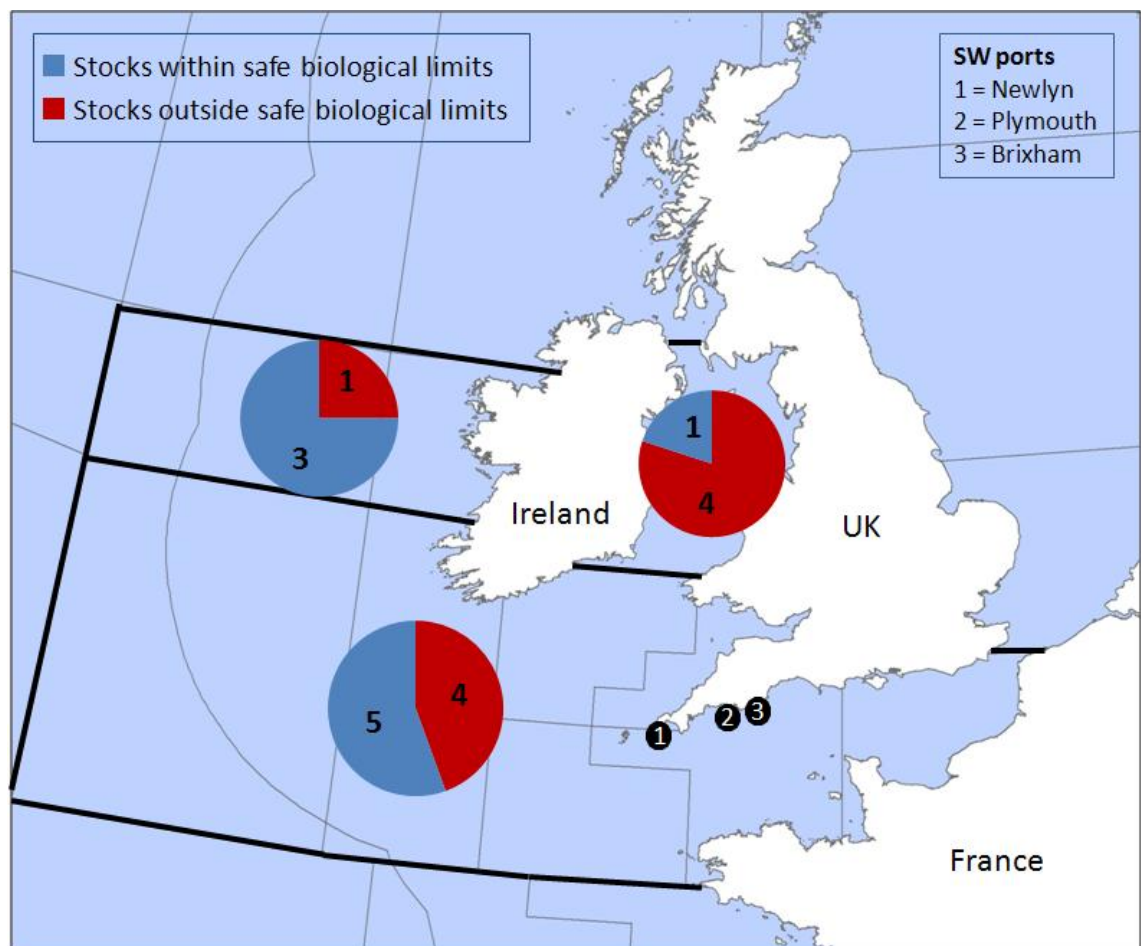 Stocks within safe biological limits
Stocks outside safe biological limits
SW ports
1 = Newlyn
2 = Plymouth
3 = Brixham
1
3
1
4
Ireland
UK
5
4
1
2
3
France